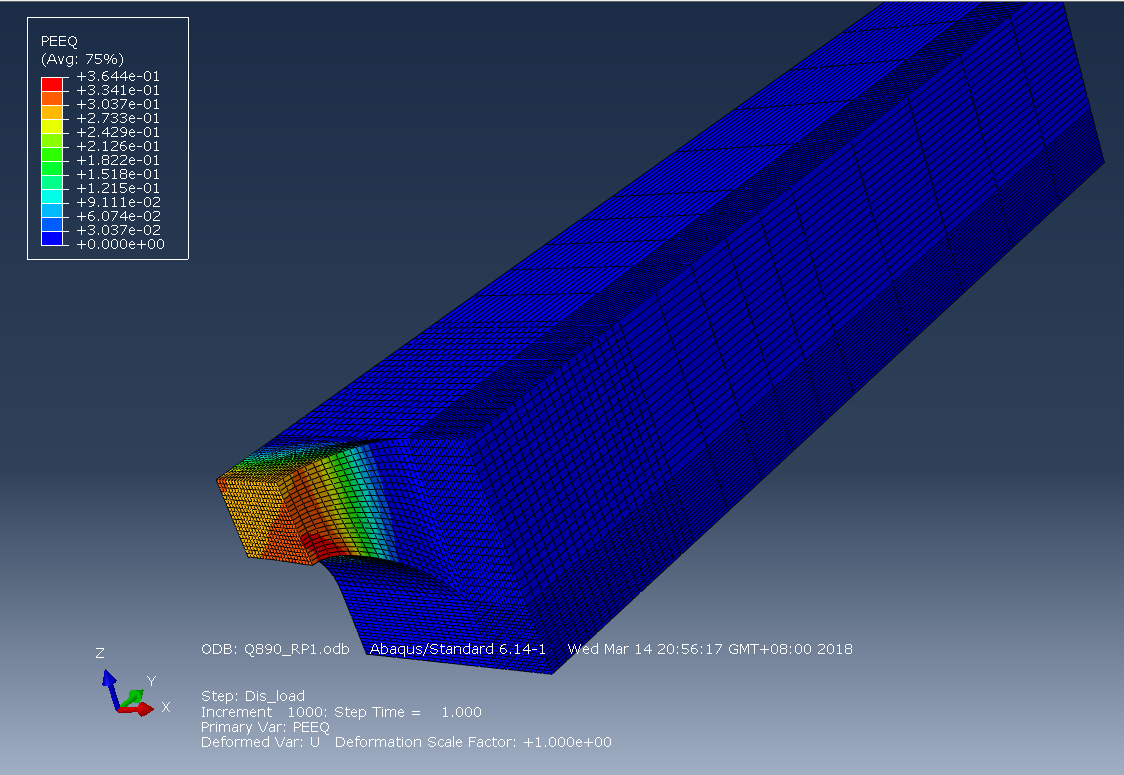 PEEQ
(Avg: 75%)
+3.644e-01
+3.341e-01
+3.037e-01
+2.733e-01
+2.429e-01
+2.126e-01
+1.822e-01
+1.518e-01
+1.215e-01
+9.111e-02
+6.074e-02
+3.037e-02
+0.000e+00
ODB: Q890_RP1.odb Abaqus/Standard 6.14-1 Wed Mar 14 20:56:17 GMT+08:00 2018
Z
Y
X
Step: Dis_load
Increment 1000: Step Time = 1.000
Primary Var: PEEQ
Deformed Var: U Deformation Scale Factor: +1.000e+00